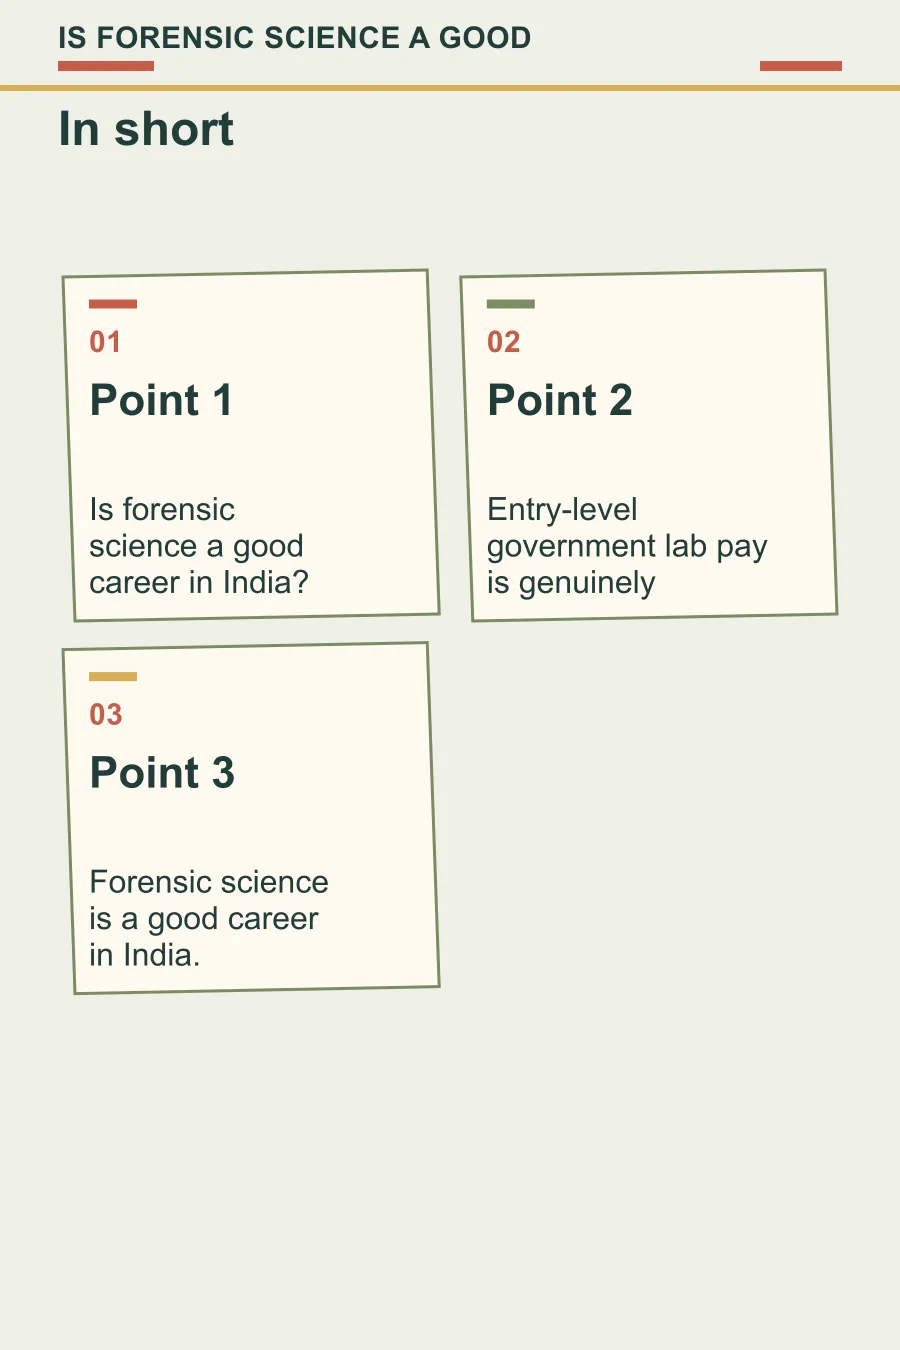 IS FORENSIC SCIENCE A GOOD
In short
01
Point 1
Is forensic
science a good
career in India?
02
Point 2
Entry-level
government lab pay
is genuinely
03
Point 3
Forensic science
is a good career
in India.